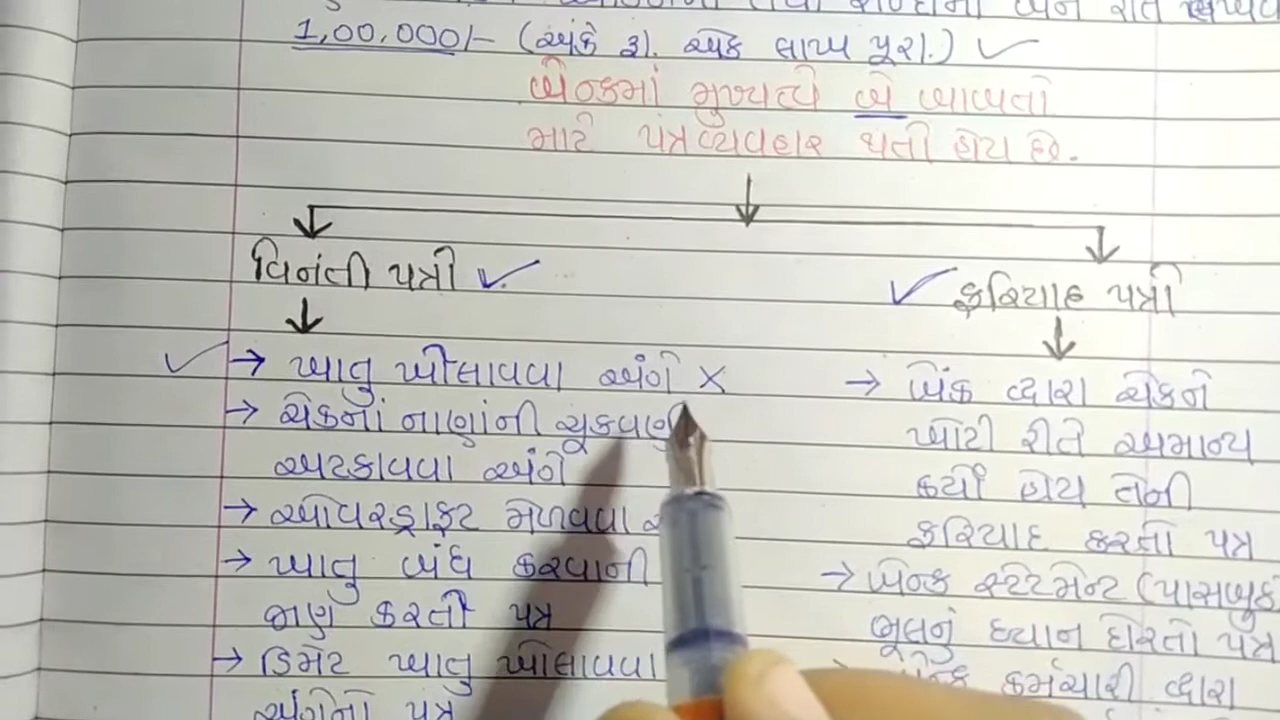 1,00,000/- (અંકે રૂા. એક લાખ પૂરા.)
બેન્કમાં મુખ્યત્વે બે બાબતો
માટે પત્રવ્યવહાર થતો હોય છે.
વિનંતી પત્રો
ફરિયાદ પત્રો
→ ખાતુ ખોલાવવા અંગે ×
→ ચેકનાં નાણાંની ચૂકવણી
અટકાવવા અંગે
→ ઓવરડ્રાફ્ટ મેળવવા
→ ખાતુ બંધ કરવાની
જાણ કરતો પત્ર
→ ડિમેટ ખાતુ ખોલાવવા
અંગેનો પત્ર
→ બેંક દ્વારા ચેકને
ખોટી રીતે અમાન્ય
કર્યો હોય તેની
ફરિયાદ કરતો પત્ર
→ બેન્ક સ્ટેટમેન્ટ (પાસબુક
ભૂલનું ધ્યાન દોરતો પત્ર
કર્મચારી દ્વારા